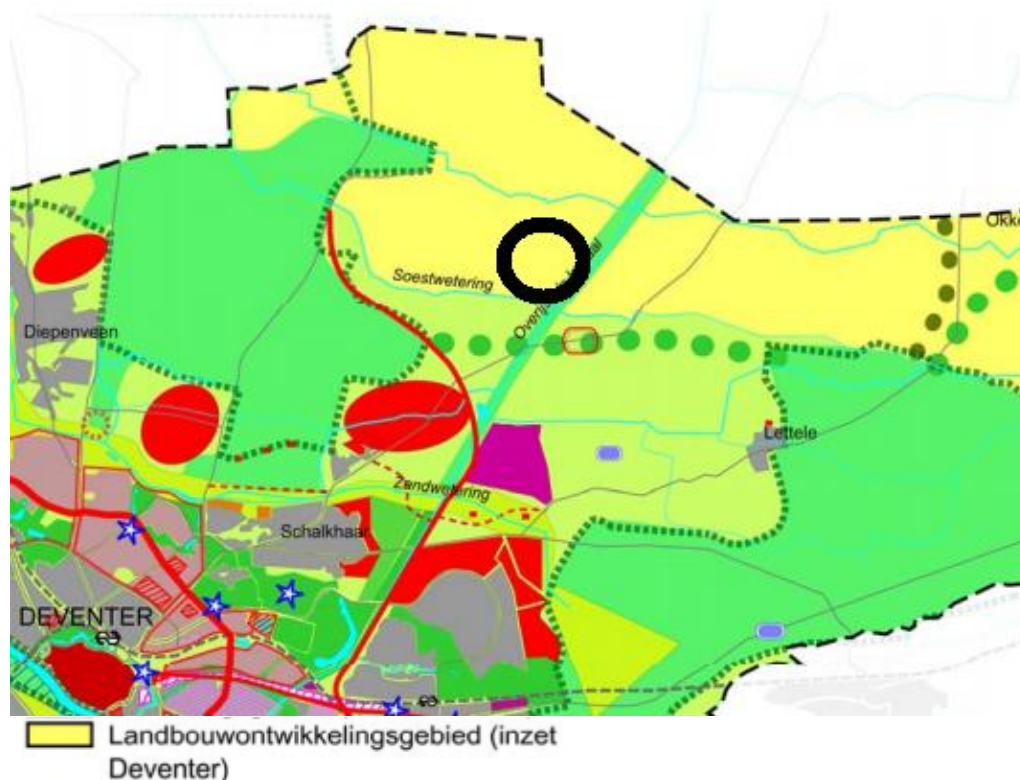 Okk
Soestwetering
Diepenveen
Lettele
Zandwetering
Schalkhaar
DEVENTER
Landbouwontwikkelingsgebied (inzet
Deventer)